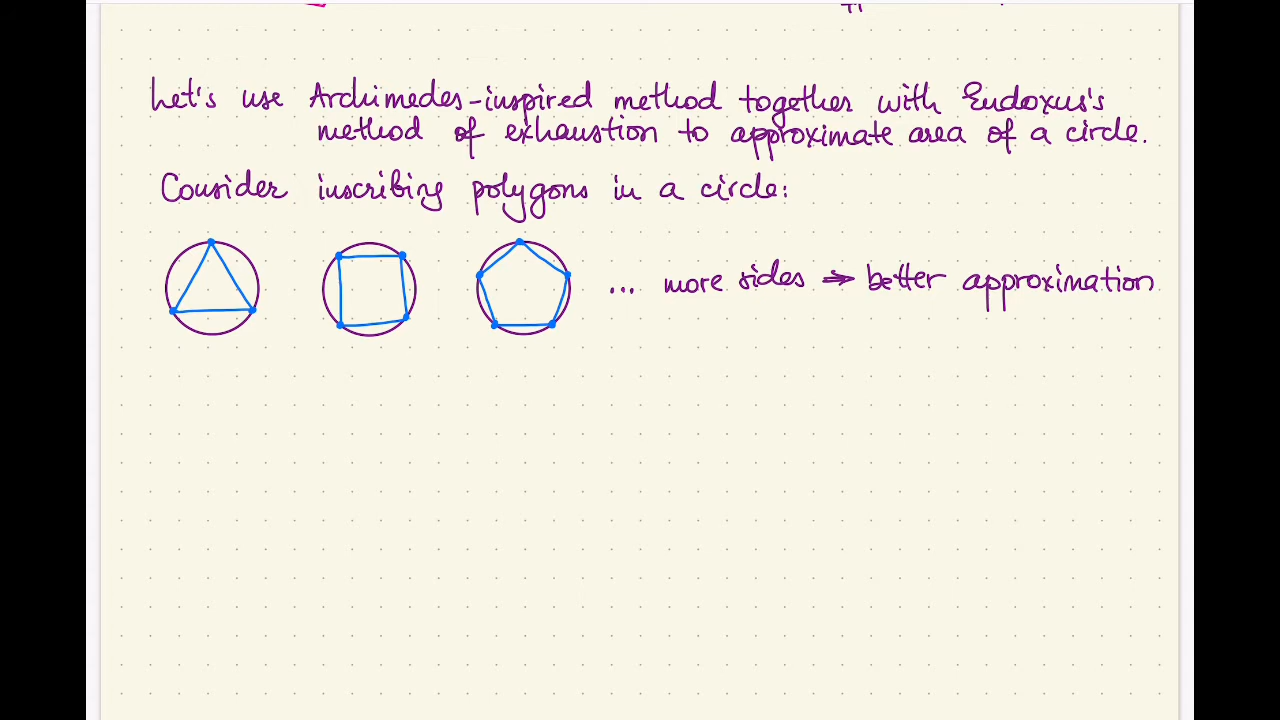 Let's use Archimedes-inspired method together with Eudoxus's
method of exhaustion to approximate area of a circle.
Consider inscribing polygons in a circle:
... more sides ⇒ better approximation